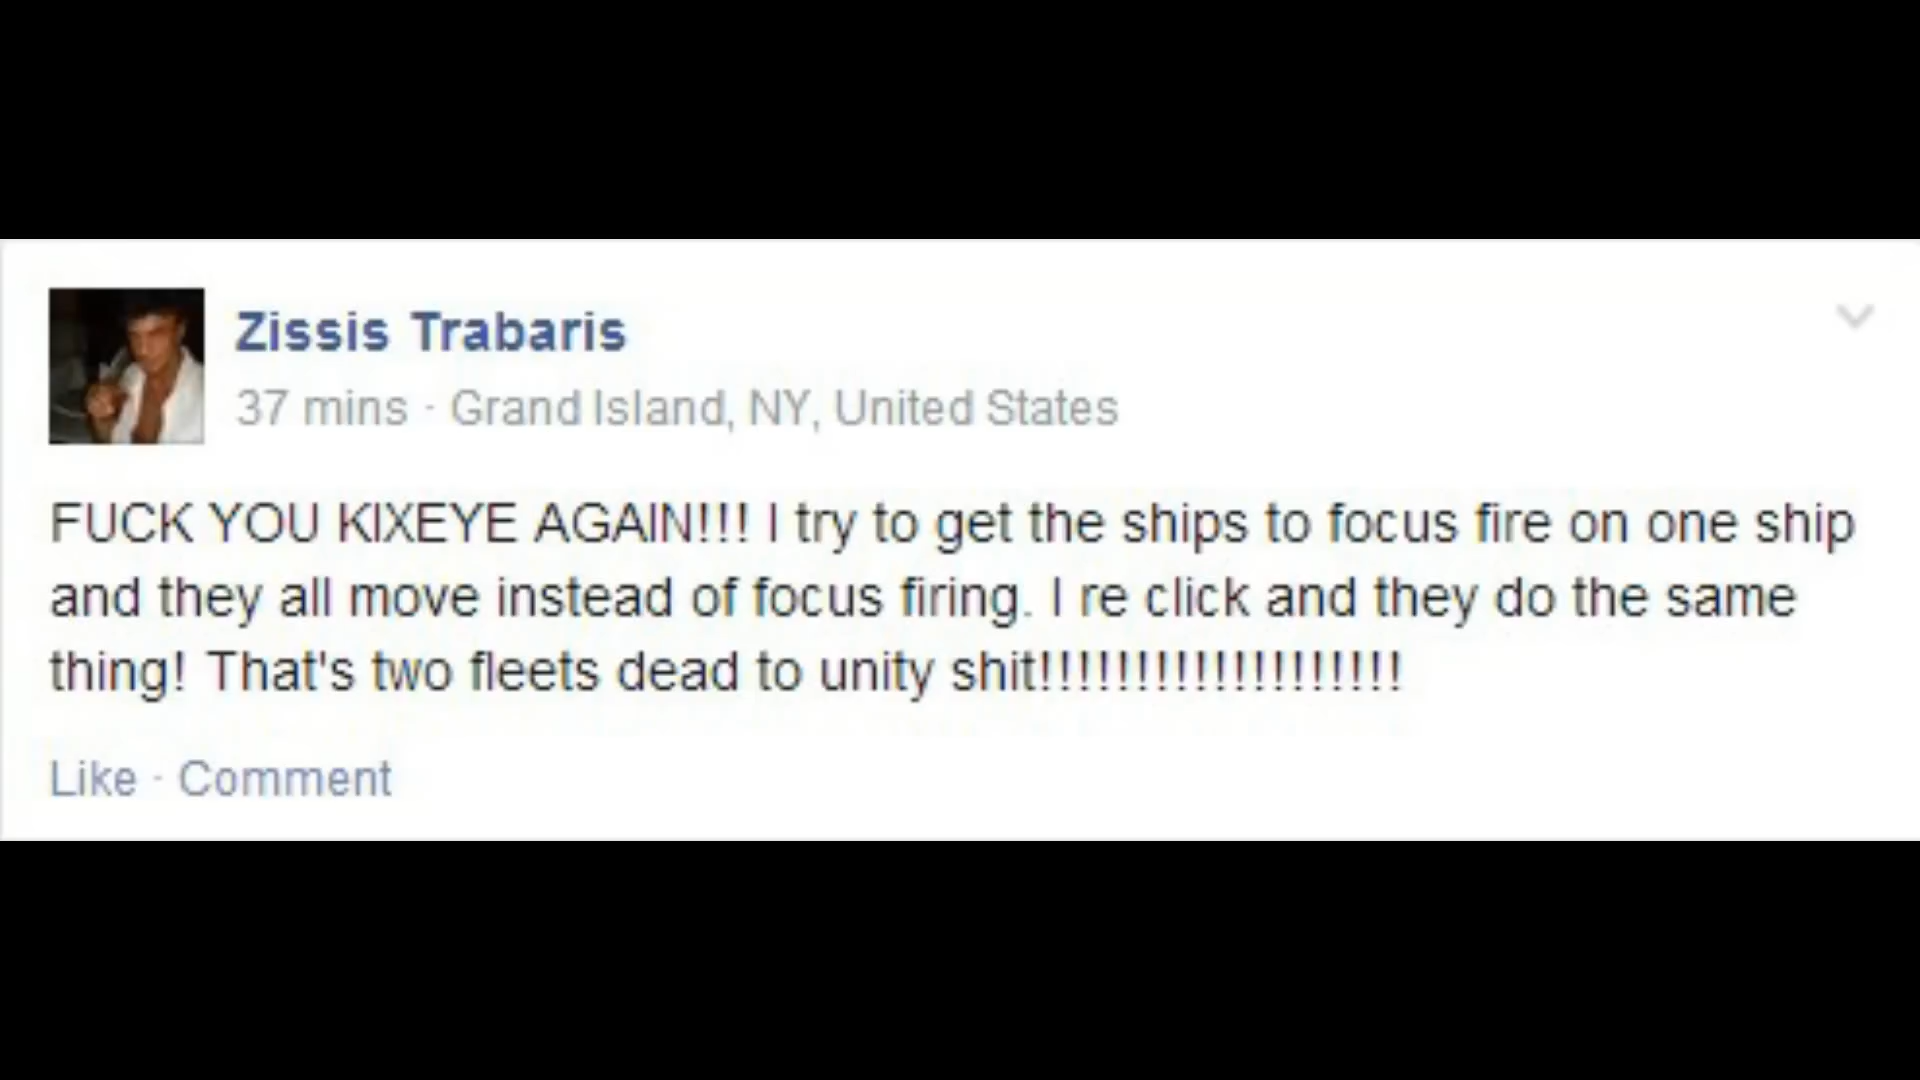 Zissis Trabaris
37 mins · Grand Island, NY, United States
FUCK YOU KIXEYE AGAIN!!! I try to get the ships to focus fire on one ship
and they all move instead of focus firing. I re click and they do the same
thing! That's two fleets dead to unity shit!!!!!!!!!!!!!!!!!!!
Like · Comment